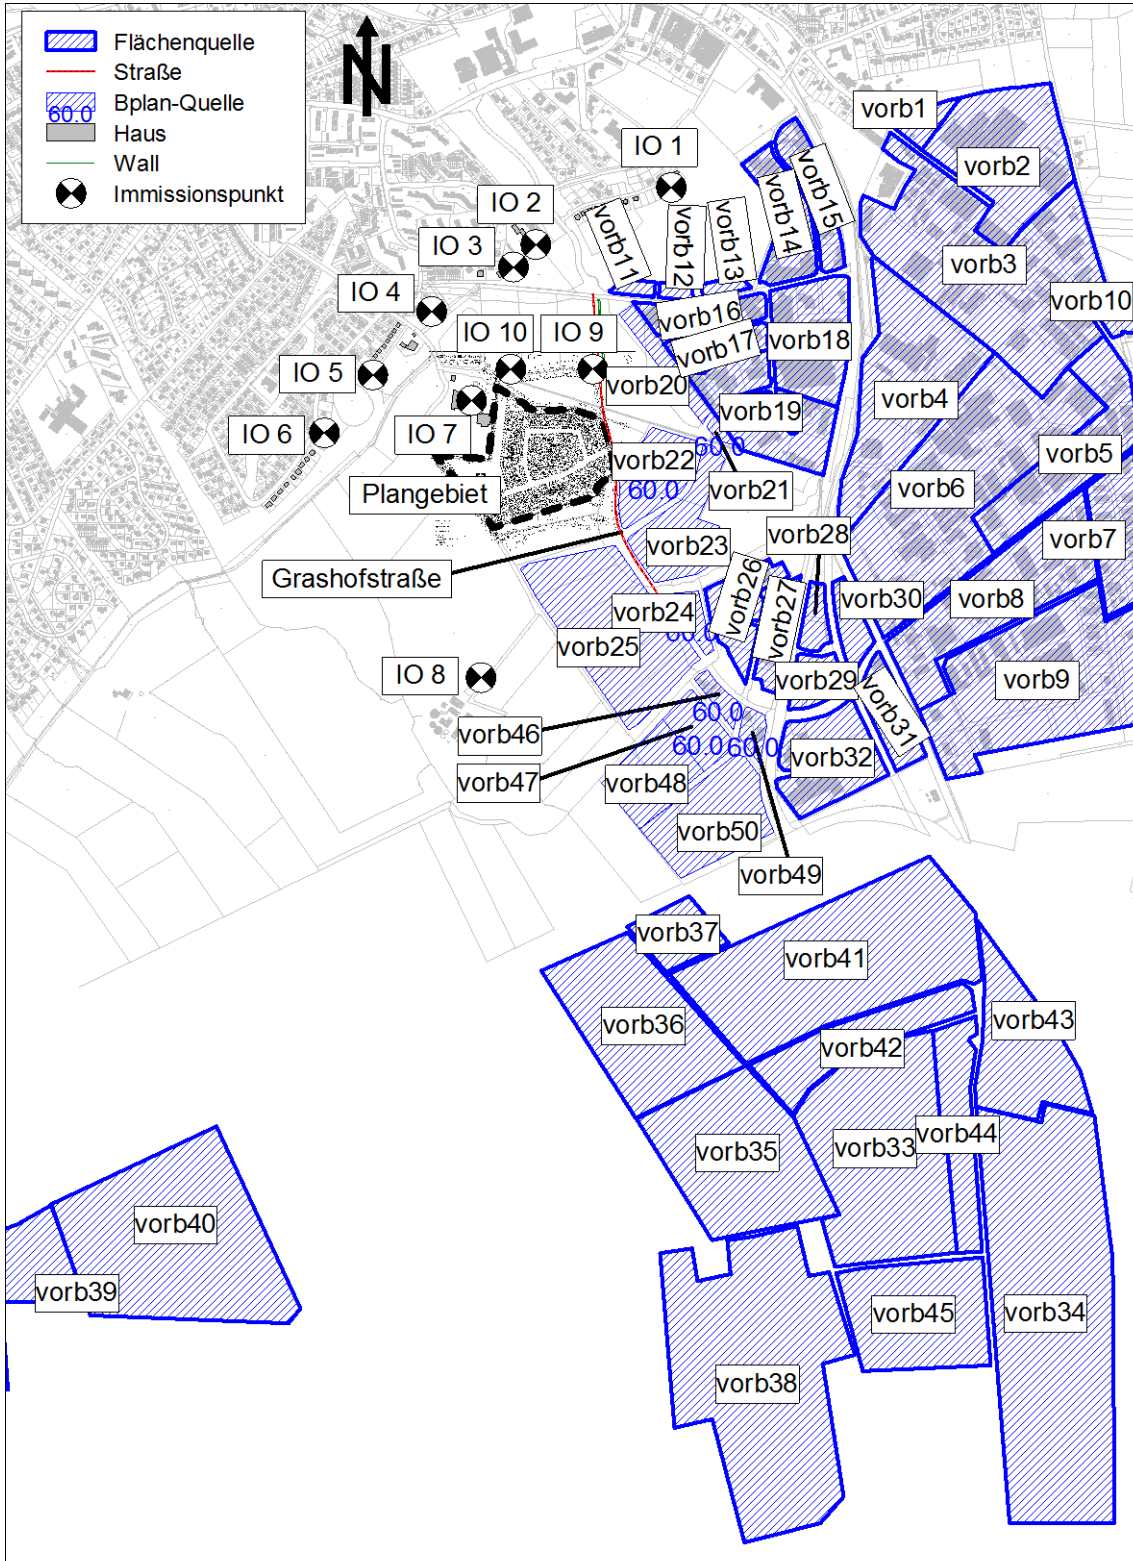 Flächenquelle
Straße
Bplan-Quelle
60.0
Haus
Wall
Immissionspunkt
N
IO 1
IO 2
IO 3
IO 4
IO 5
IO 6
IO 7
IO 10
IO 9
IO 8
Plangebiet
Grashofstraße
vorb1
vorb2
vorb3
vorb10
vorb15
vorb14
vorb13
vorb12
vorb11
vorb16
vorb17
vorb18
vorb20
vorb19
vorb4
vorb5
vorb6
vorb7
vorb22
60.0
60.0
vorb21
vorb23
vorb28
vorb26
vorb27
vorb30
vorb8
vorb24
60.0
vorb25
vorb29
vorb31
vorb9
vorb46
60.0
vorb47
60.0
60.0
vorb32
vorb48
vorb50
vorb49
vorb37
vorb41
vorb36
vorb42
vorb43
vorb35
vorb33
vorb44
vorb40
vorb39
vorb45
vorb34
vorb38